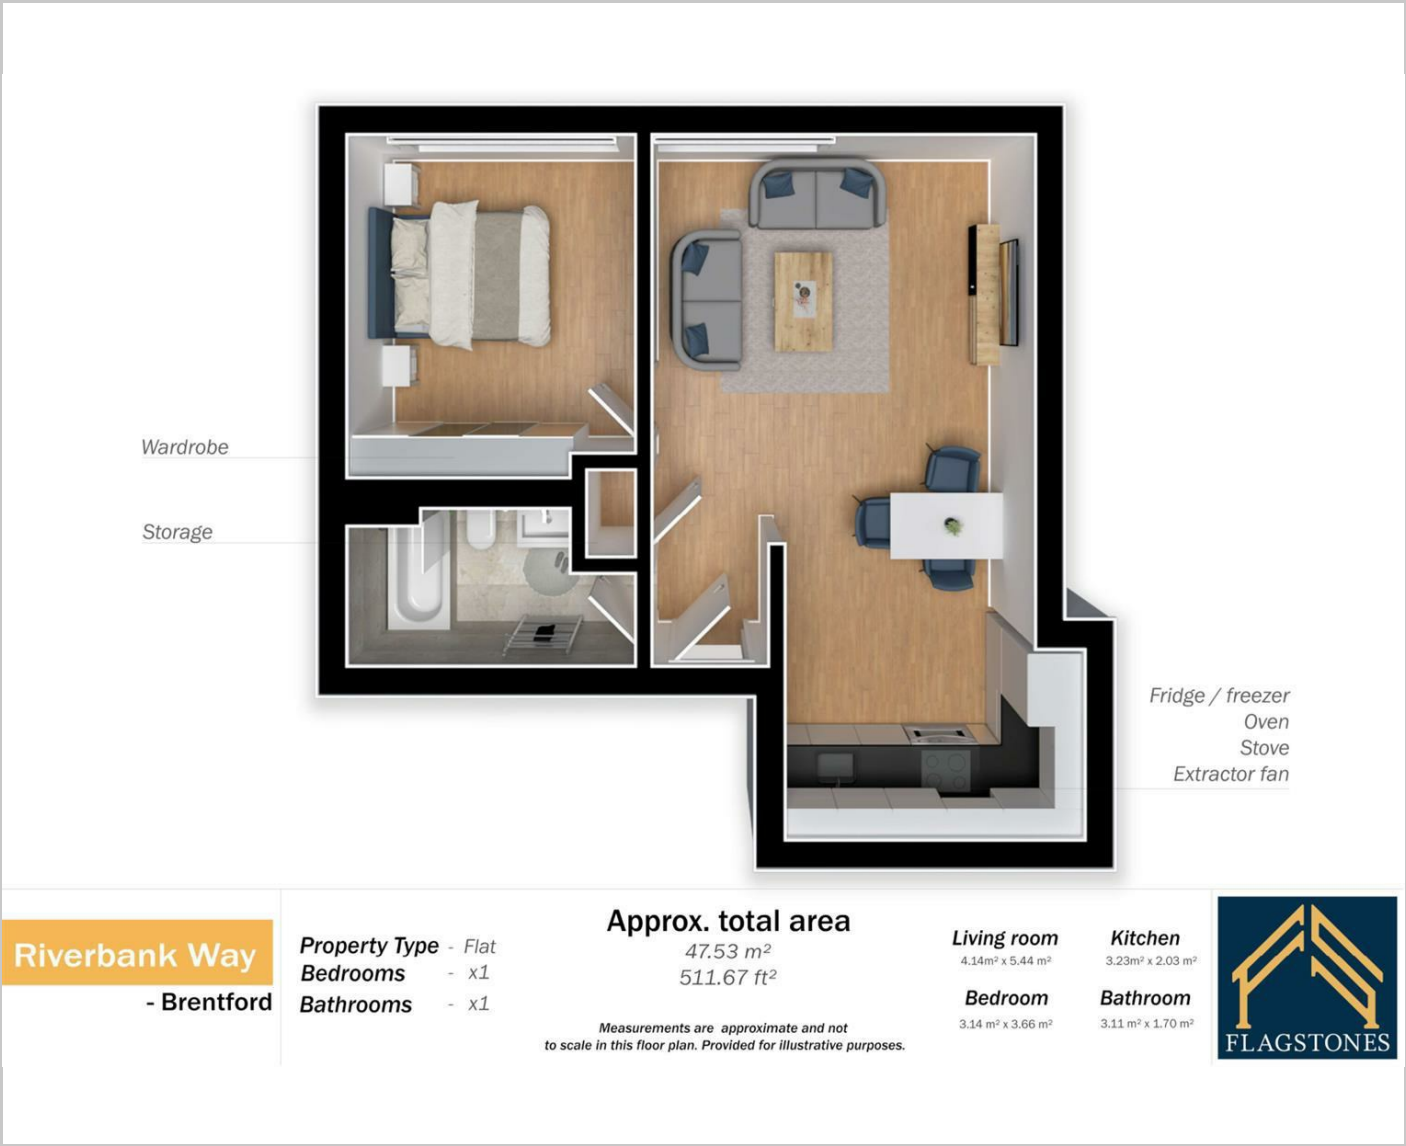 Wardrobe
Storage
Fridge / freezer
Oven
Stove
Extractor fan
Riverbank Way
- Brentford
Property Type - Flat
Bedrooms - x1
Bathrooms - x1
Approx. total area
47.53 m²
511.67 ft²
Measurements are approximate and not
to scale in this floor plan. Provided for illustrative purposes.
Living room
4.14m² x 5.44 m²
Kitchen
3.23m² x 2.03 m²
Bedroom
3.14 m² x 3.66 m²
Bathroom
3.11 m² x 1.70 m²
FLAGSTONES